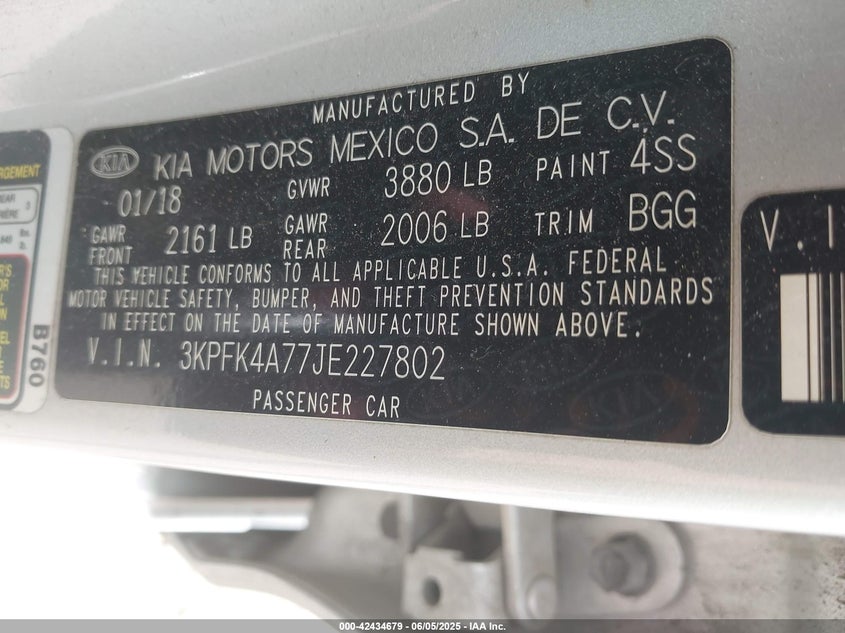 MANUFACTURED BY
KIA KIA MOTORS MEXICO S.A. DE C.V.
01/18 GVWR 3880 LB PAINT 4SS
GAWR FRONT 2161 LB GAWR REAR 2006 LB TRIM BGG
THIS VEHICLE CONFORMS TO ALL APPLICABLE U.S.A. FEDERAL
MOTOR VEHICLE SAFETY, BUMPER, AND THEFT PREVENTION STANDARDS
IN EFFECT ON THE DATE OF MANUFACTURE SHOWN ABOVE.
V.I.N. 3KPFK4A77JE227802
PASSENGER CAR
B760
V.I
000-42434679 - 06/05/2025 - IAA Inc.